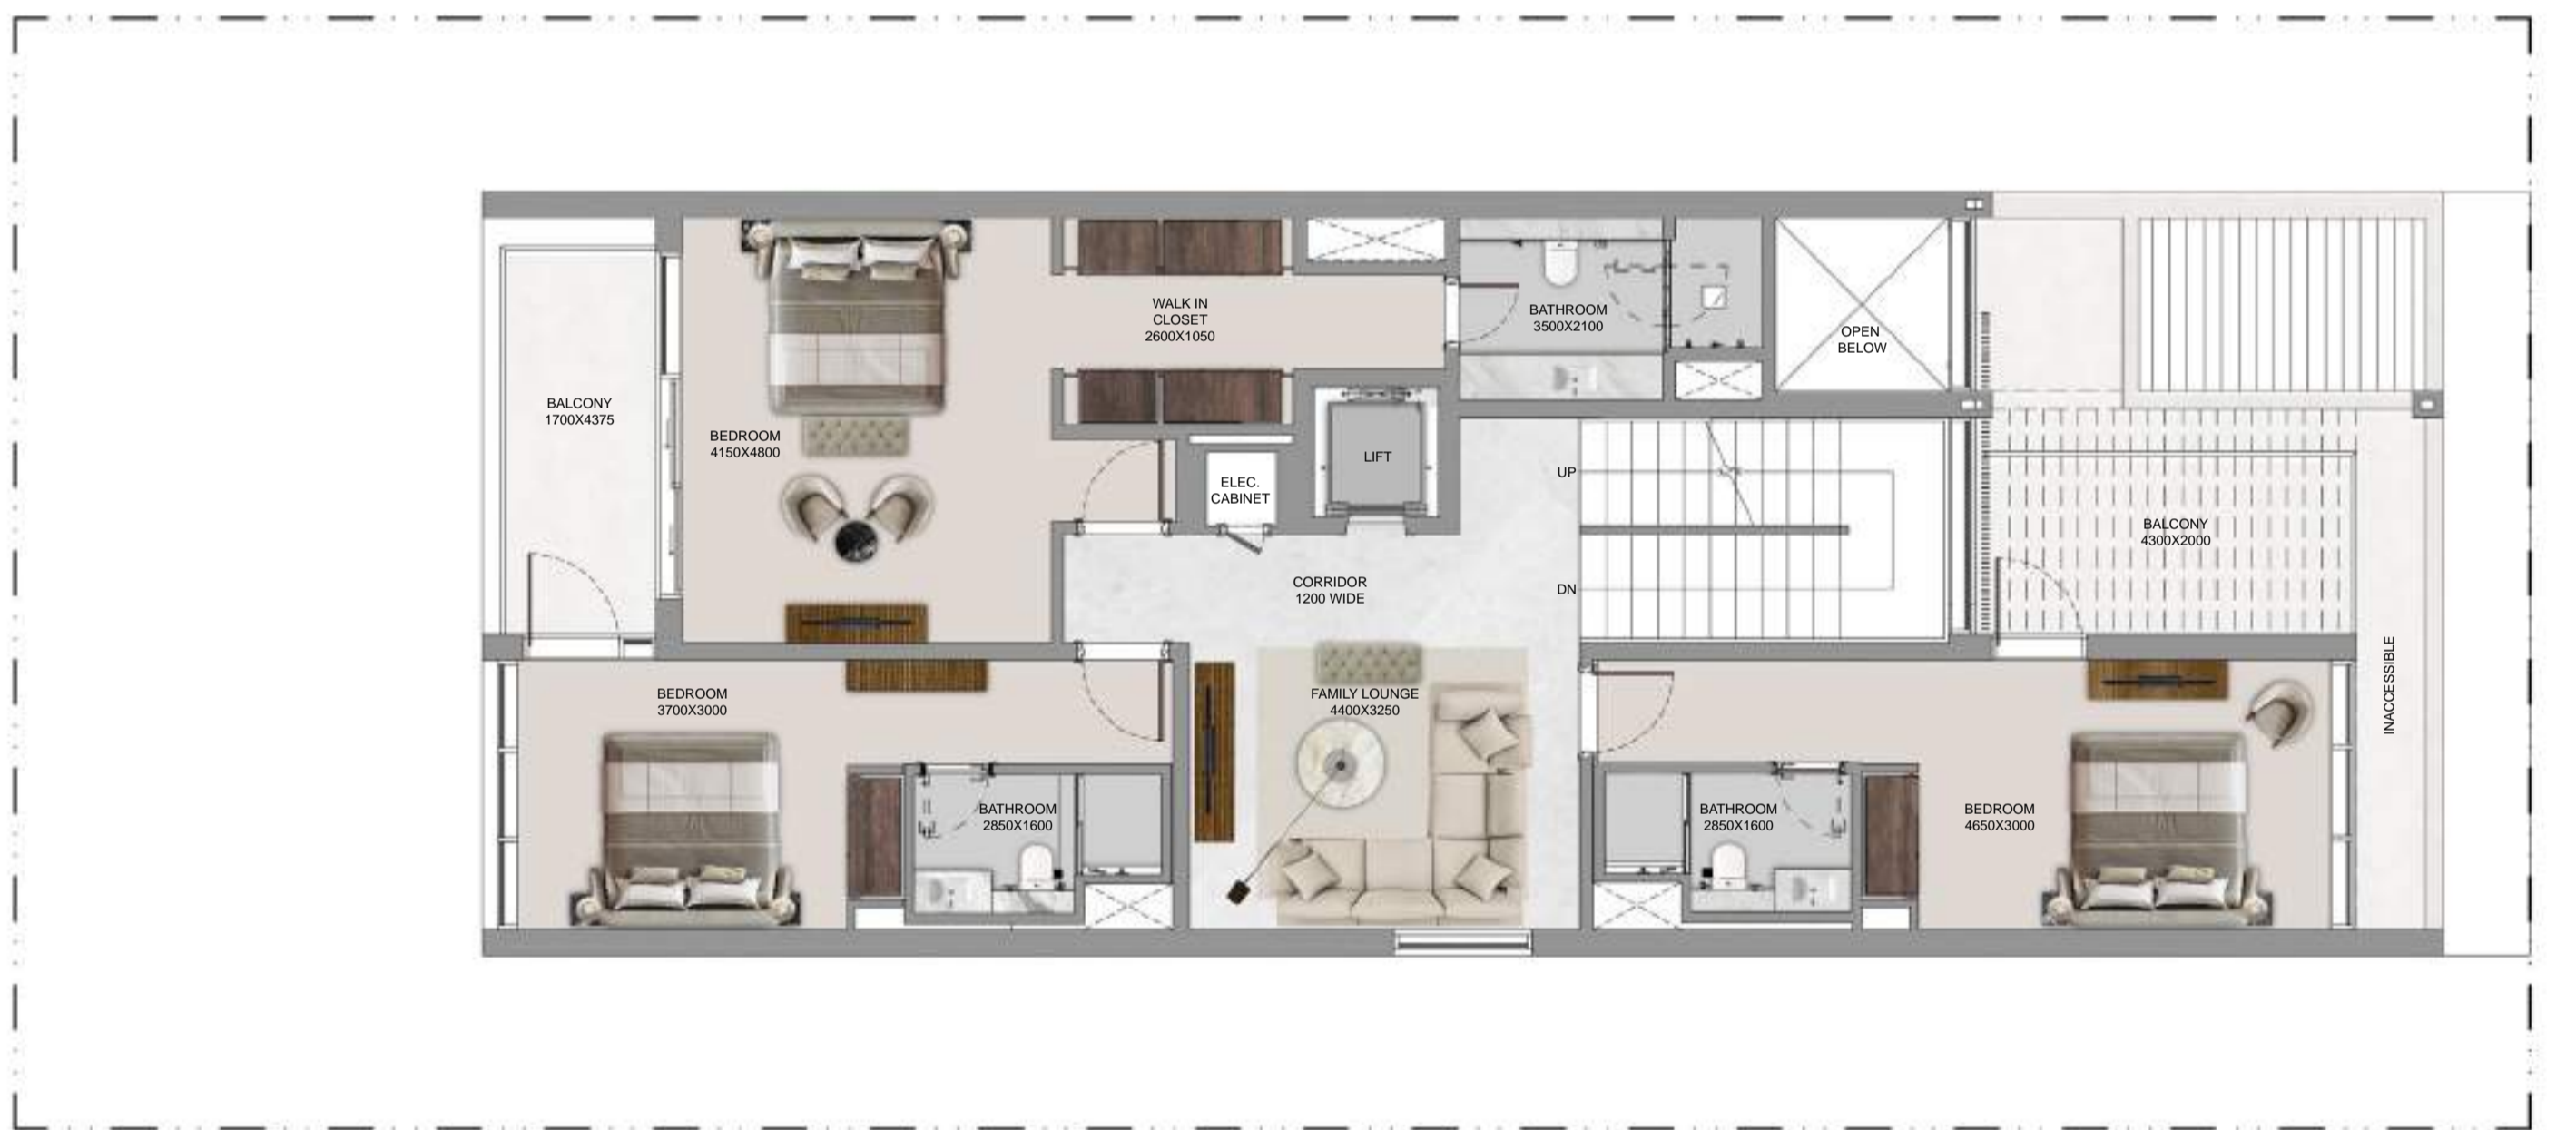 WALK IN
CLOSET
2600X1050
BATHROOM
3500X2100
OPEN
BELOW
BALCONY
1700X4375
BEDROOM
4150X4800
LIFT
ELEC.
CABINET
UP
DN
BALCONY
4300X2000
CORRIDOR
1200 WIDE
INACCESSIBLE
BEDROOM
3700X3000
FAMILY LOUNGE
4400X3250
BATHROOM
2850X1600
BATHROOM
2850X1600
BEDROOM
4650X3000